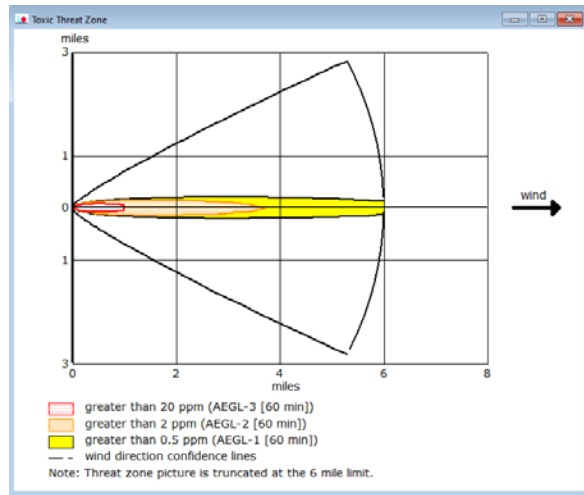 Toxic Threat Zone
miles
3
1
0
1
3
wind
0 2 4 6 8
miles
greater than 20 ppm (AEGL-3 [60 min])
greater than 2 ppm (AEGL-2 [60 min])
greater than 0.5 ppm (AEGL-1 [60 min])
wind direction confidence lines
Note: Threat zone picture is truncated at the 6 mile limit.